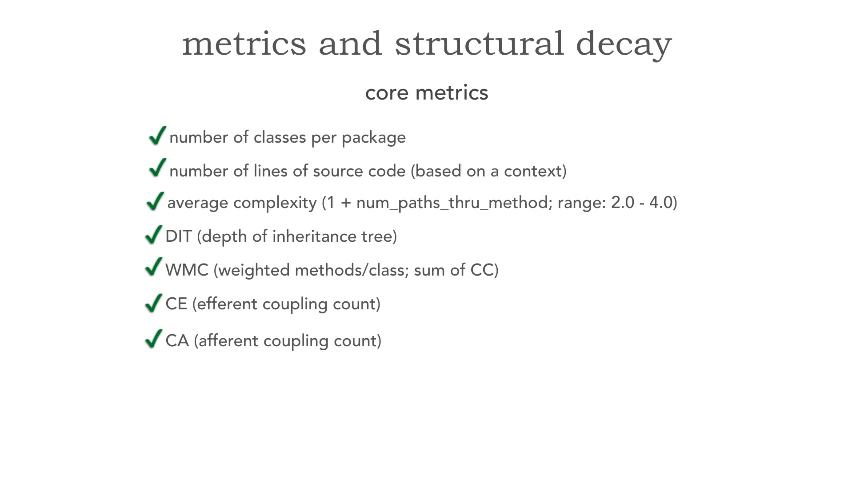 metrics and structural decay
core metrics
number of classes per package
number of lines of source code (based on a context)
average complexity (1 + num_paths_thru_method; range: 2.0 - 4.0)
DIT (depth of inheritance tree)
WMC (weighted methods/class; sum of CC)
CE (efferent coupling count)
CA (afferent coupling count)